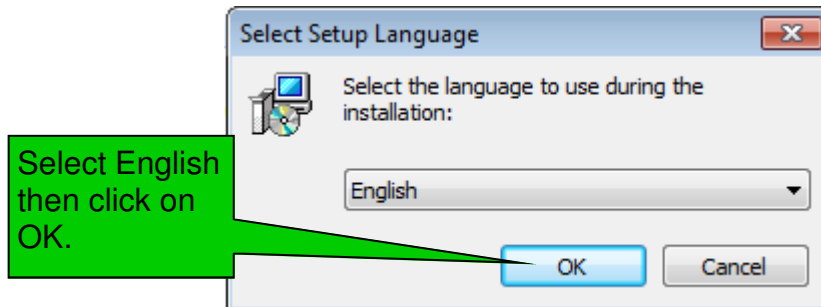 Select Setup Language
Select the language to use during the
installation:
Select English
then click on
OK.
English
OK
Cancel